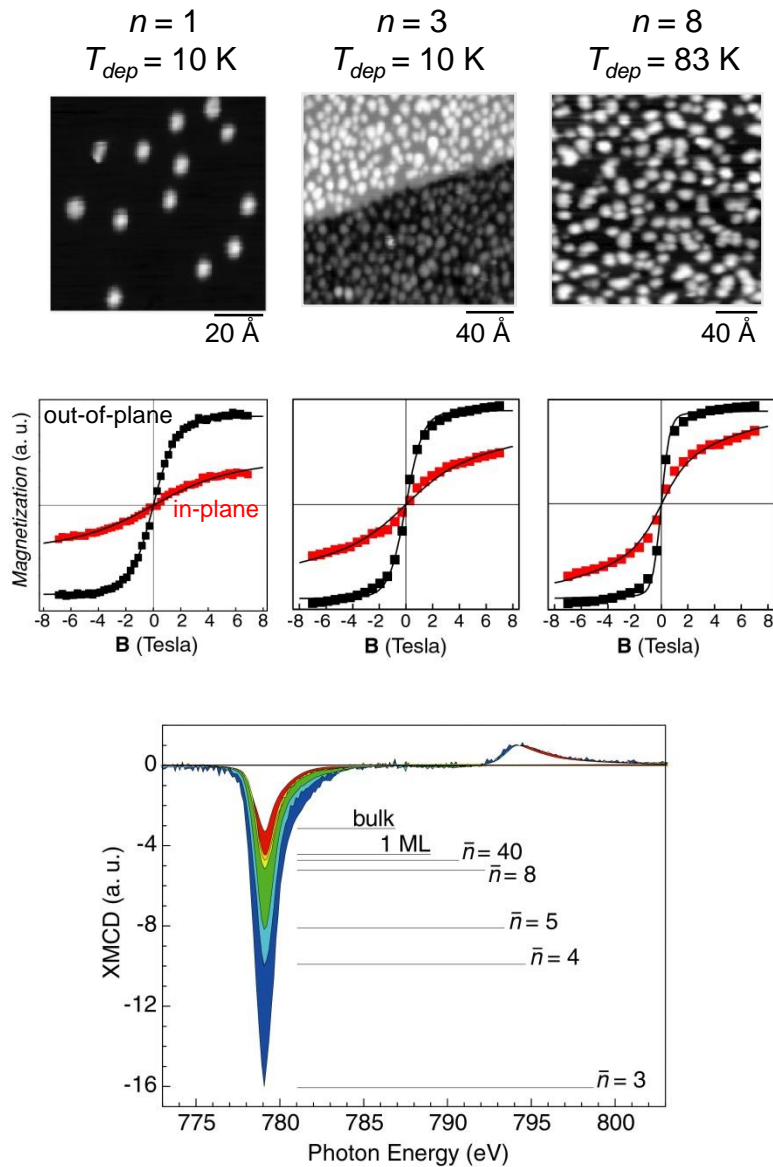 n = 1
T_dep = 10 K
n = 3
T_dep = 10 K
n = 8
T_dep = 83 K
20 Å
40 Å
40 Å
Magnetization (a. u.)
out-of-plane
in-plane
-8 -6 -4 -2 0 2 4 6 8
B (Tesla)
-8 -6 -4 -2 0 2 4 6 8
B (Tesla)
-8 -6 -4 -2 0 2 4 6 8
B (Tesla)
XMCD (a. u.)
0
-4
-8
-12
-16
bulk
1 ML
n̄ = 40
n̄ = 8
n̄ = 5
n̄ = 4
n̄ = 3
775 780 785 790 795 800
Photon Energy (eV)